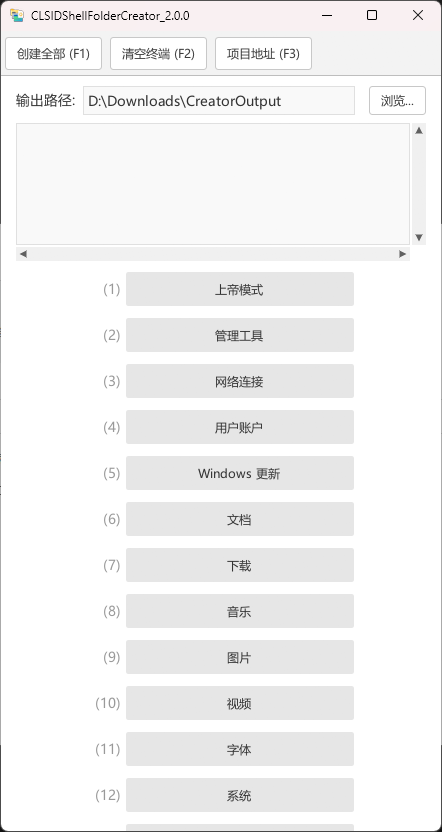 CLSIDShellFolderCreator_2.0.0
创建全部 (F1) 清空终端 (F2) 项目地址 (F3)
输出路径: D:\Downloads\CreatorOutput 浏览...
(1) 上帝模式
(2) 管理工具
(3) 网络连接
(4) 用户账户
(5) Windows 更新
(6) 文档
(7) 下载
(8) 音乐
(9) 图片
(10) 视频
(11) 字体
(12) 系统